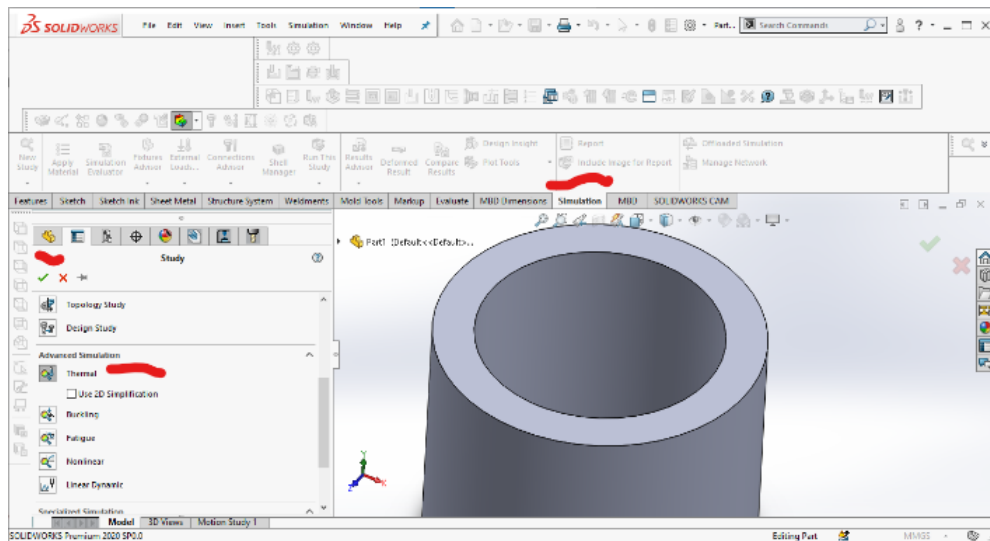 SOLIDWORKS File Edit View Insert Tools Simulation Window Help Part.. Search Commands ?
New Study
Apply Material
Simulation Evaluator
Fixtures Advisor
External Loads...
Connections Advisor
Shell Manager
Run This Study
Results Advisor
Deformed Result
Compare Results
Design Insight
Plot Tools
Report
Include Image for Report
Offloaded Simulation
Manage Network
Features Sketch Sketch Ink Sheet Metal Structure System Weldments Mold Tools Markup Evaluate MBD Dimensions Simulation MBD SOLIDWORKS CAM
Part1 (Default<<Default>..
Study
Topology Study
Design Study
Advanced Simulation
Thermal
Use 2D Simplification
Buckling
Fatigue
Nonlinear
Linear Dynamic
Specialized Simulation
Y
X
Z
Model 3D Views Motion Study 1
SOLIDWORKS Premium 2020 SP0.0 Editing Part MMGS